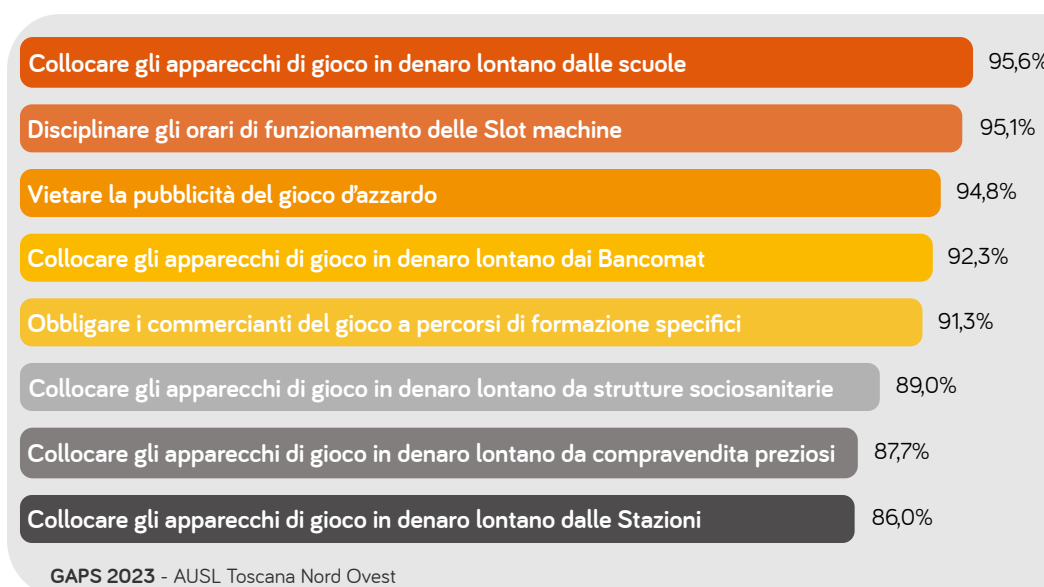 Collocare gli apparecchi di gioco in denaro lontano dalle scuole 95,6%
Disciplinare gli orari di funzionamento delle Slot machine 95,1%
Vietare la pubblicità del gioco d'azzardo 94,8%
Collocare gli apparecchi di gioco in denaro lontano dai Bancomat 92,3%
Obbligare i commercianti del gioco a percorsi di formazione specifici 91,3%
Collocare gli apparecchi di gioco in denaro lontano da strutture sociosanitarie 89,0%
Collocare gli apparecchi di gioco in denaro lontano da compravendita preziosi 87,7%
Collocare gli apparecchi di gioco in denaro lontano dalle Stazioni 86,0%
GAPS 2023 - AUSL Toscana Nord Ovest